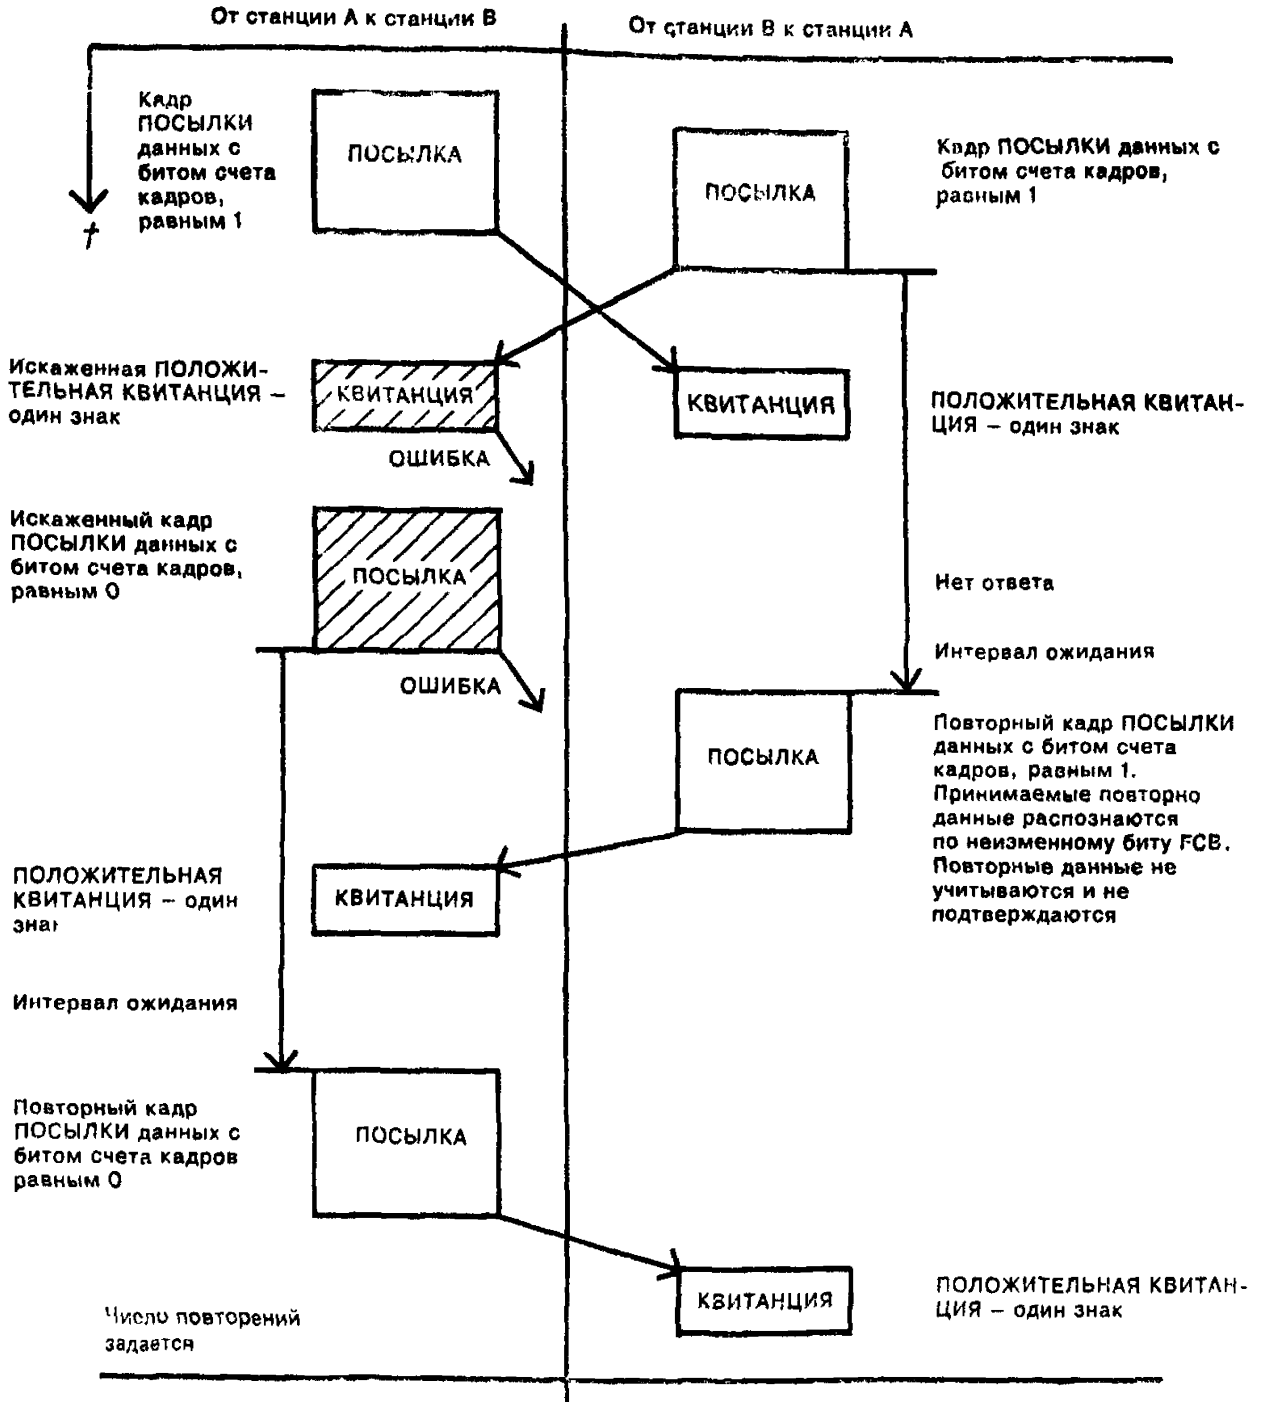 От станции А к станции В
От станции В к станции А
Кадр
ПОСЫЛКИ
данных с
битом счета
кадров,
равным 1
ПОСЫЛКА
ПОСЫЛКА
Кадр ПОСЫЛКИ данных с
битом счета кадров,
равным 1
t
Искаженная ПОЛОЖИ-
ТЕЛЬНАЯ КВИТАНЦИЯ —
один знак
КВИТАНЦИЯ
КВИТАНЦИЯ
ПОЛОЖИТЕЛЬНАЯ КВИТАН-
ЦИЯ — один знак
ОШИБКА
Искаженный кадр
ПОСЫЛКИ данных с
битом счета кадров,
равным 0
ПОСЫЛКА
Нет ответа
Интервал ожидания
ОШИБКА
ПОСЫЛКА
Повторный кадр ПОСЫЛКИ
данных с битом счета
кадров, равным 1.
Принимаемые повторно
данные распознаются
по неизменному биту FCB.
Повторные данные не
учитываются и не
подтверждаются
ПОЛОЖИТЕЛЬНАЯ
КВИТАНЦИЯ — один
знак
КВИТАНЦИЯ
Интервал ожидания
Повторный кадр
ПОСЫЛКИ данных с
битом счета кадров
равным 0
ПОСЫЛКА
КВИТАНЦИЯ
ПОЛОЖИТЕЛЬНАЯ КВИТАН-
ЦИЯ — один знак
Число повторений
задается